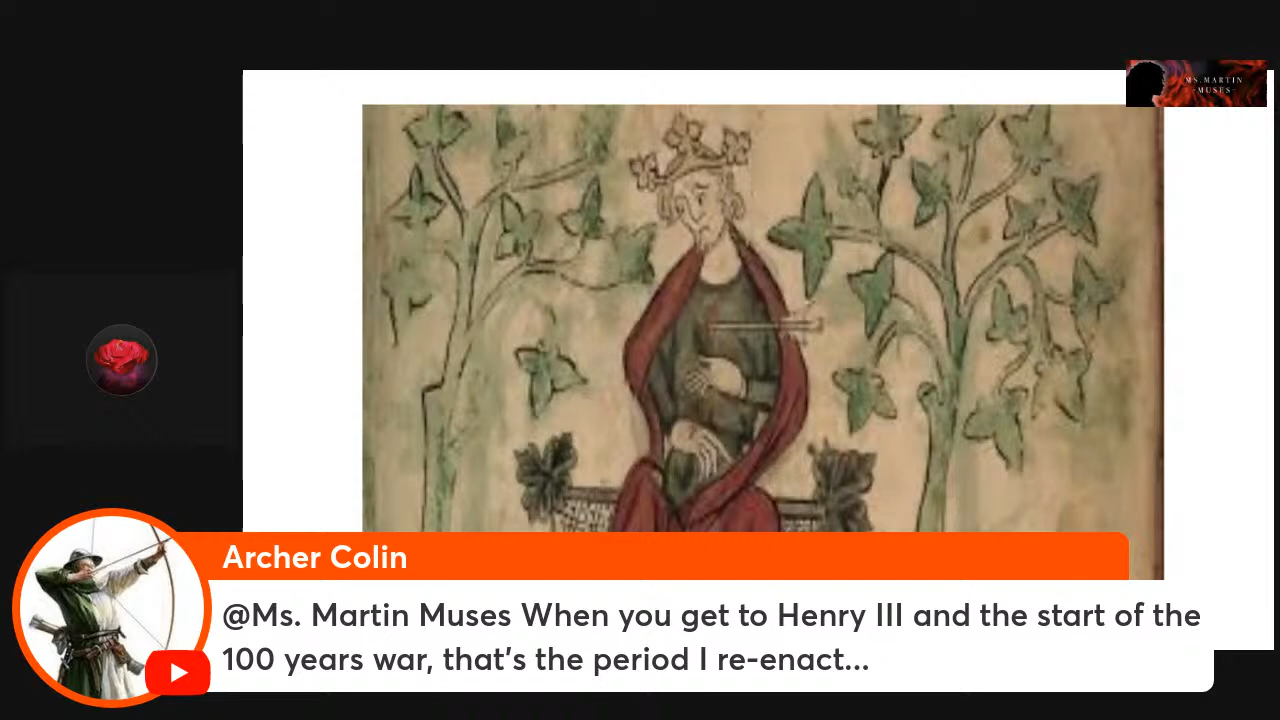 MS. MARTIN
-MUSES-
Archer Colin
@Ms. Martin Muses When you get to Henry III and the start of the
100 years war, that's the period I re-enact...